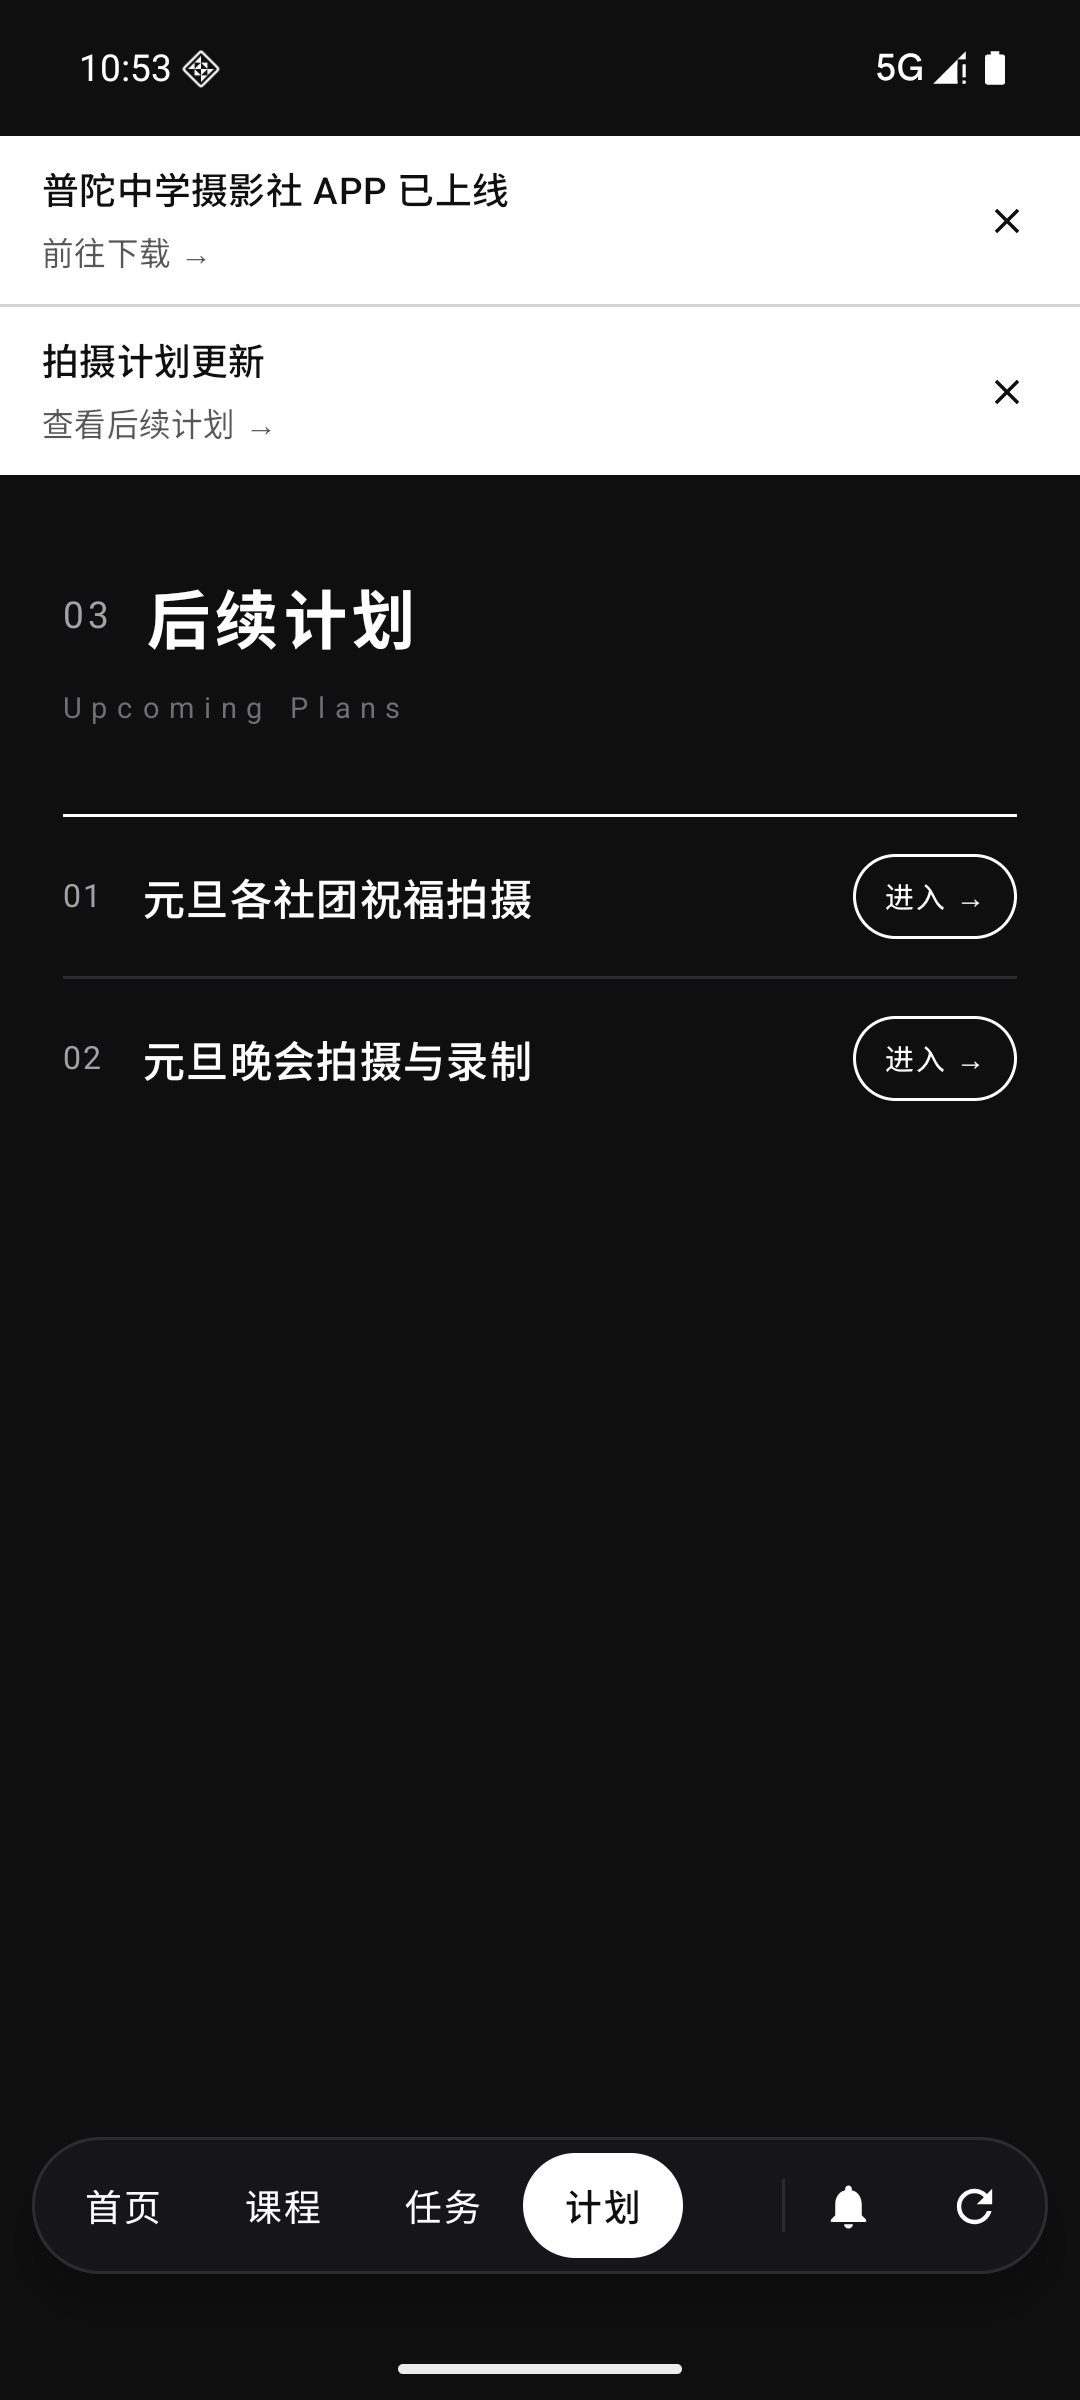 10:53
5G
普陀中学摄影社 APP 已上线
前往下载 →
拍摄计划更新
查看后续计划 →
03 后续计划
Upcoming Plans
01 元旦各社团祝福拍摄 进入 →
02 元旦晚会拍摄与录制 进入 →
首页 课程 任务 计划